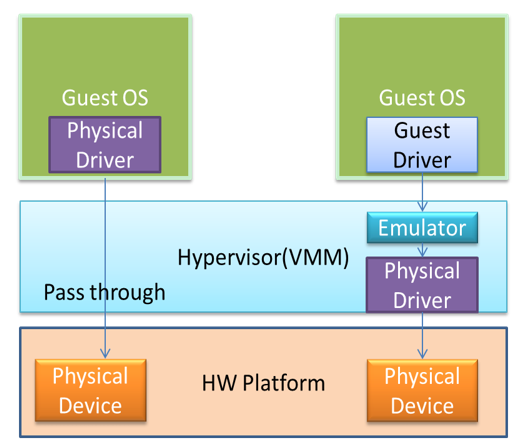 Guest OS
Physical
Driver
Guest OS
Guest
Driver
Emulator
Hypervisor(VMM)
Physical
Driver
Pass through
Physical
Device
HW Platform
Physical
Device